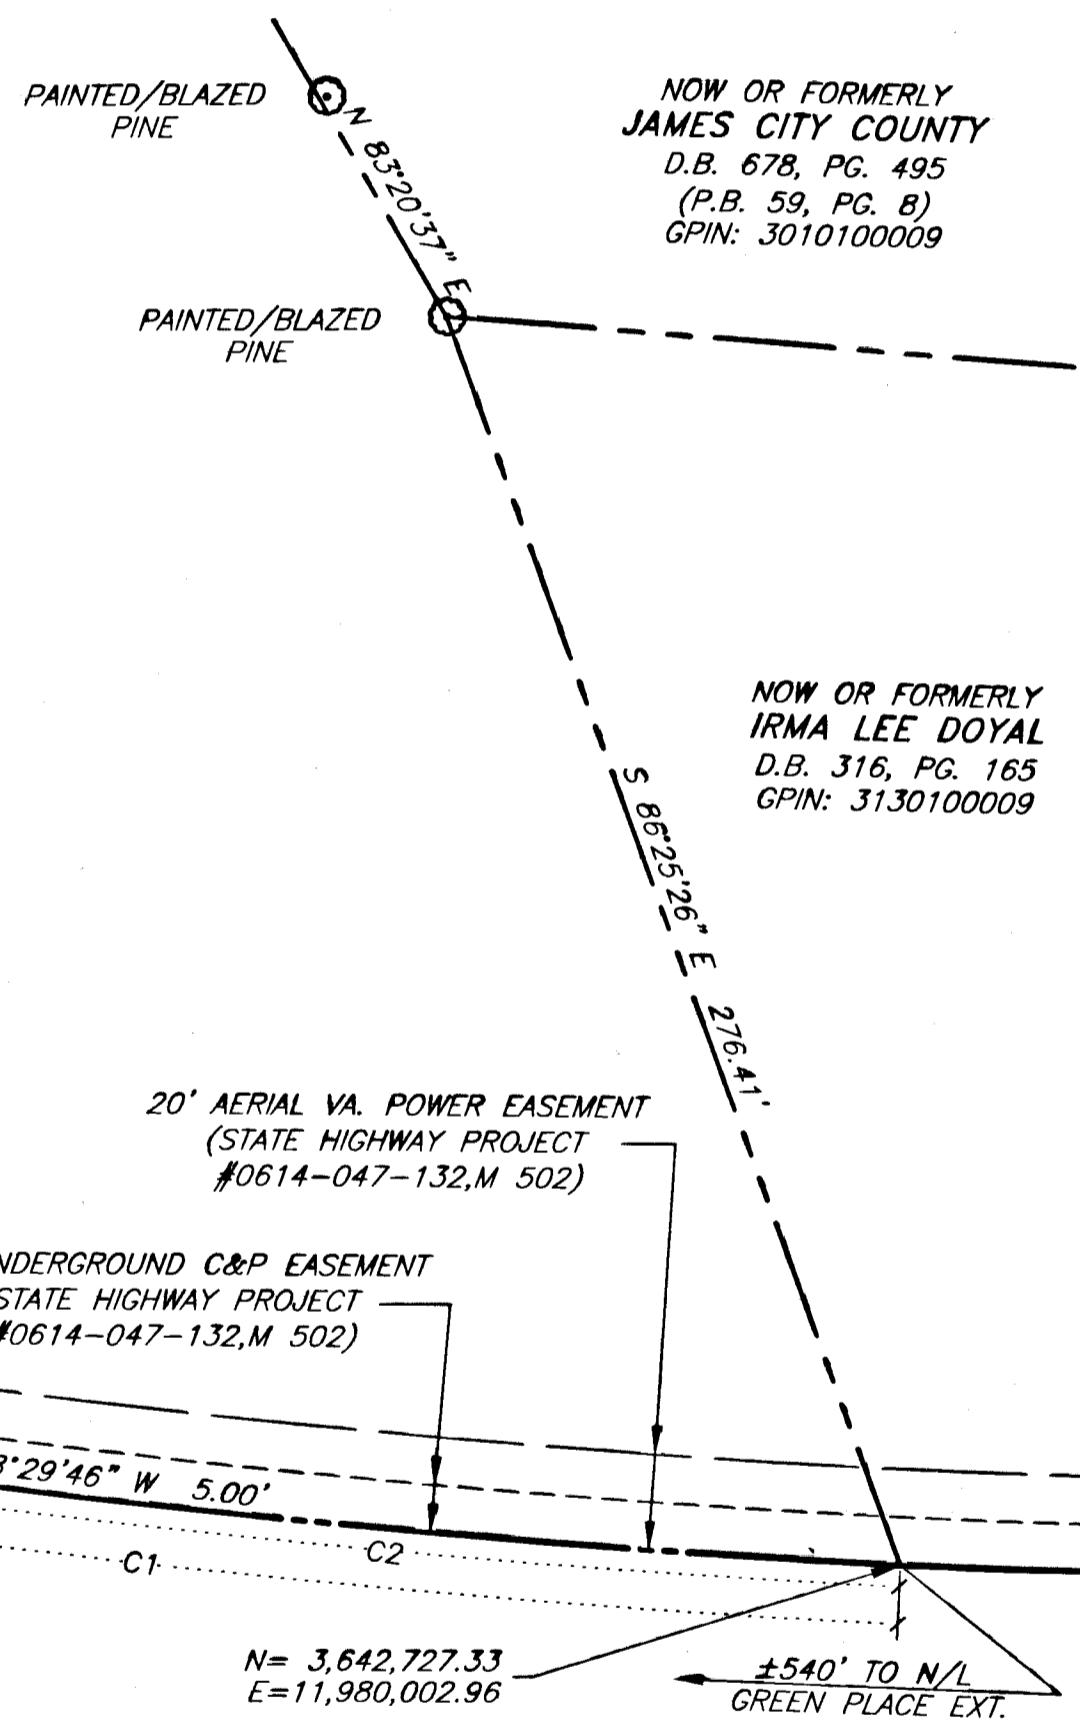 PAINTED/BLAZED
PINE
N 83°20'37" E
NOW OR FORMERLY
JAMES CITY COUNTY
D.B. 678, PG. 495
(P.B. 59, PG. 8)
GPIN: 3010100009
PAINTED/BLAZED
PINE
NOW OR FORMERLY
IRMA LEE DOYAL
D.B. 316, PG. 165
GPIN: 3130100009
S 86°25'26" E 276.41'
20' AERIAL VA. POWER EASEMENT
(STATE HIGHWAY PROJECT
#0614-047-132,M 502)
NDERGROUND C&P EASEMENT
STATE HIGHWAY PROJECT
#0614-047-132,M 502)
°29'46" W 5.00'
C1
C2
N= 3,642,727.33
E=11,980,002.96
±540' TO N/L
GREEN PLACE EXT.